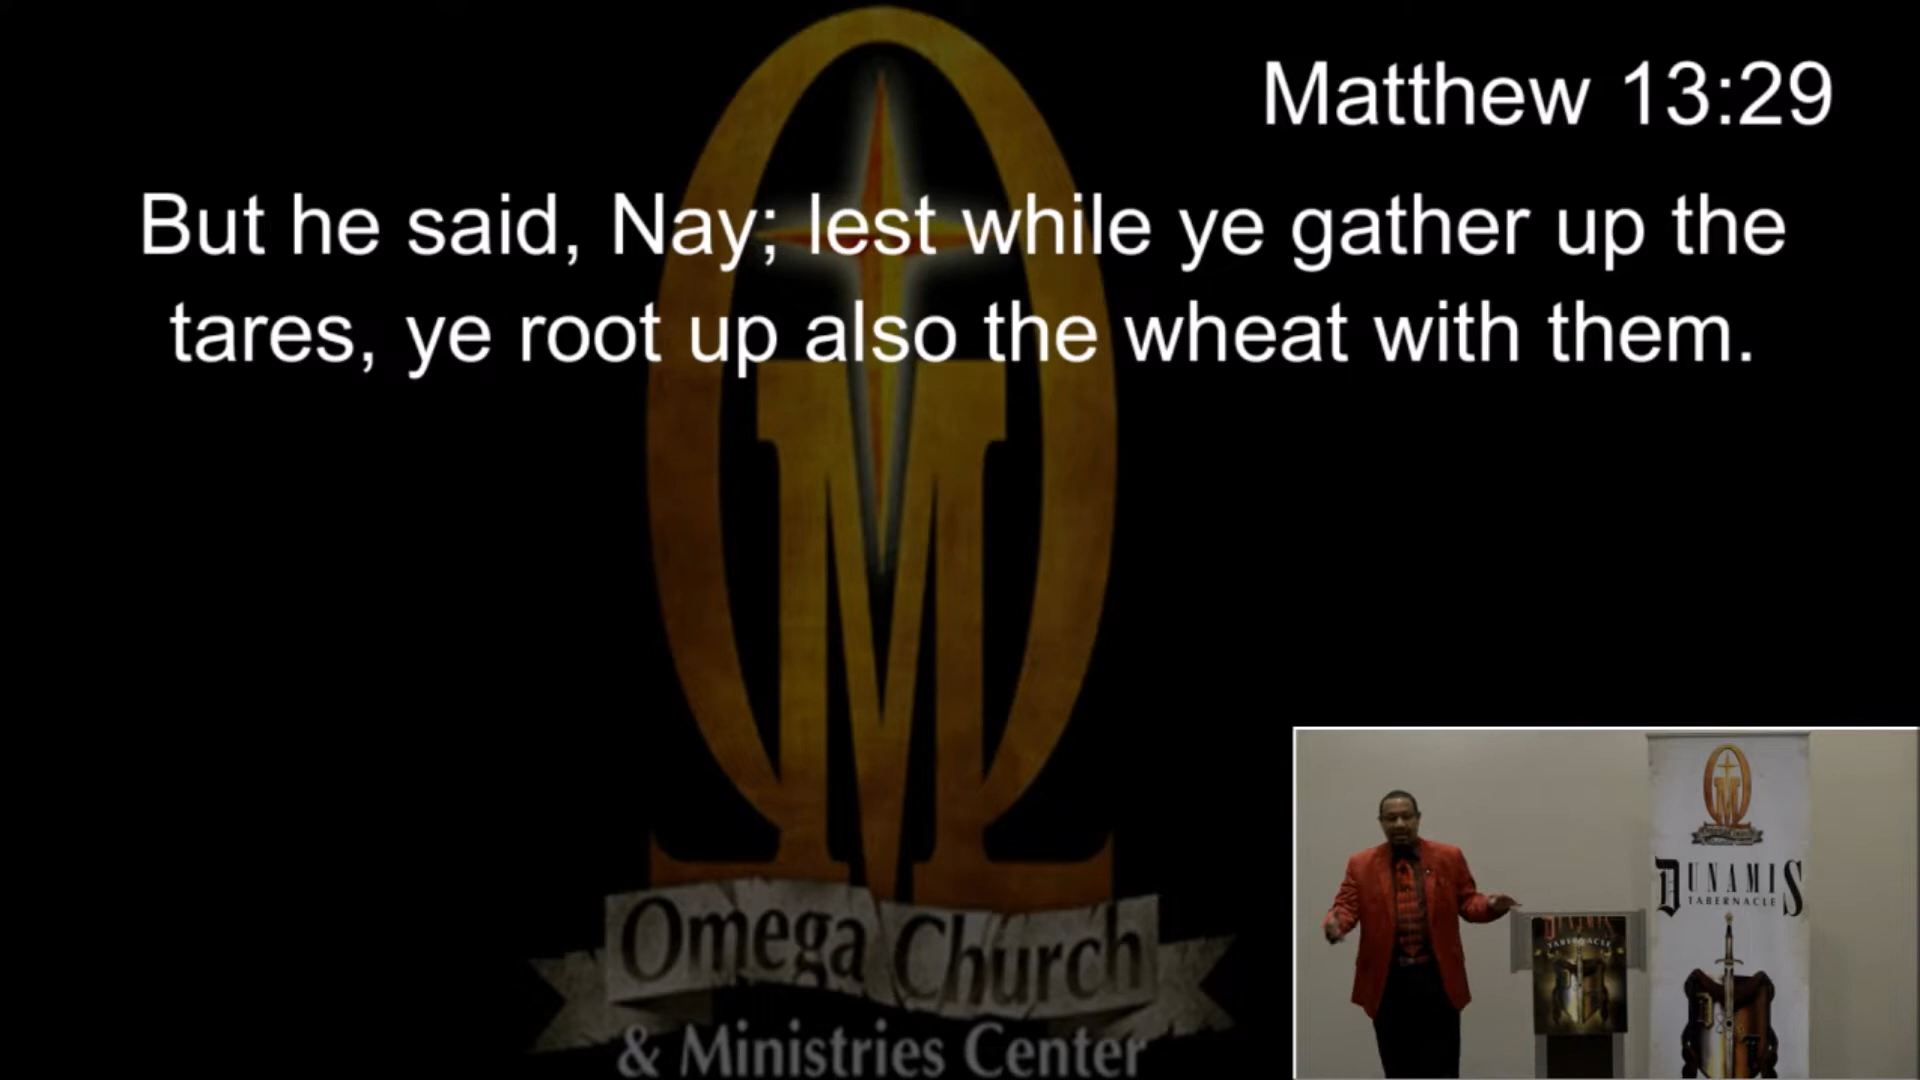 Matthew 13:29
But he said, Nay; lest while ye gather up the
tares, ye root up also the wheat with them.
Omega Church
& Ministries Center
DUNAMIS
TABERNACLE
TABERNACLE